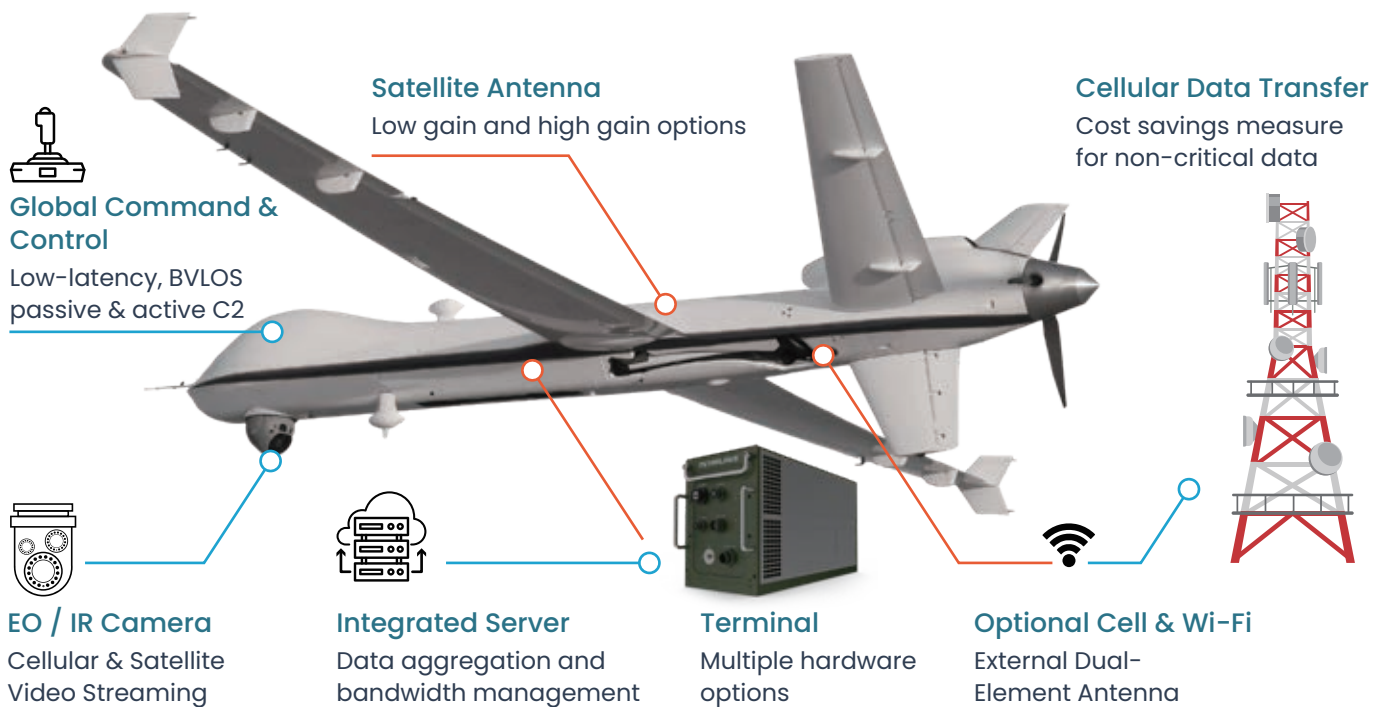 Satellite Antenna
Low gain and high gain options
Cellular Data Transfer
Cost savings measure
for non-critical data
Global Command &
Control
Low-latency, BVLOS
passive & active C2
EO / IR Camera
Cellular & Satellite
Video Streaming
Integrated Server
Data aggregation and
bandwidth management
Terminal
Multiple hardware
options
Optional Cell & Wi-Fi
External Dual-
Element Antenna